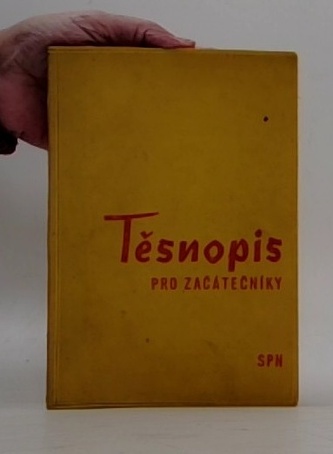 Těsnopis
PRO ZAČÁTEČNÍKY
SPN